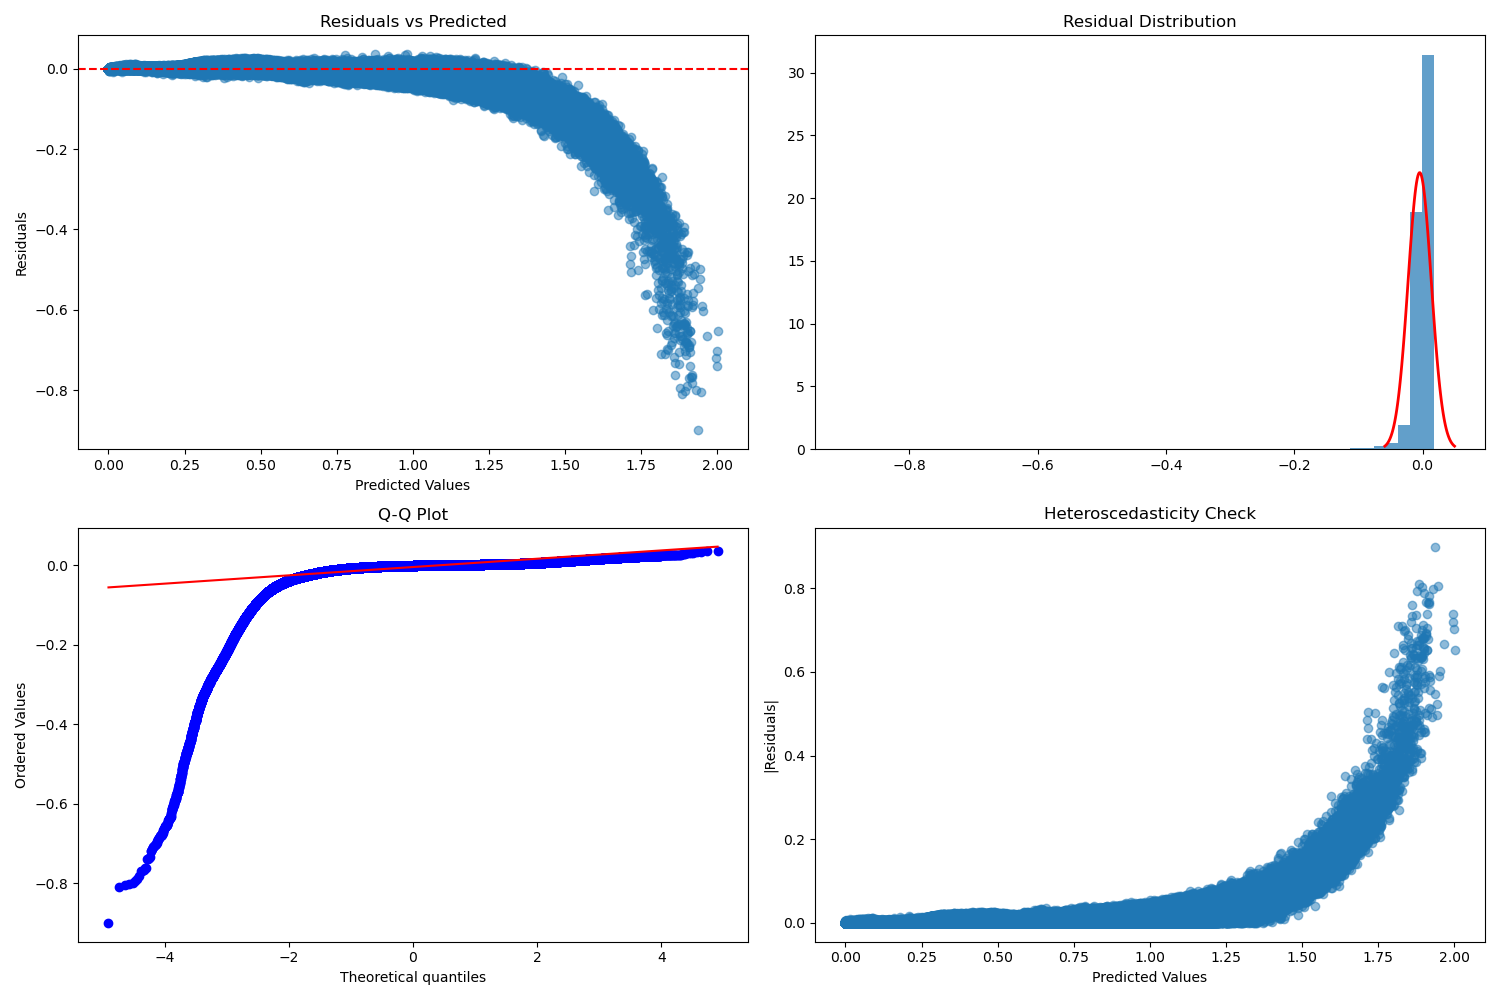 Residuals vs Predicted
Residuals
0.0
−0.2
−0.4
−0.6
−0.8
0.00 0.25 0.50 0.75 1.00 1.25 1.50 1.75 2.00
Predicted Values
Residual Distribution
30
25
20
15
10
5
0
−0.8 −0.6 −0.4 −0.2 0.0
Q-Q Plot
Ordered Values
0.0
−0.2
−0.4
−0.6
−0.8
−4 −2 0 2 4
Theoretical quantiles
Heteroscedasticity Check
|Residuals|
0.8
0.6
0.4
0.2
0.0
0.00 0.25 0.50 0.75 1.00 1.25 1.50 1.75 2.00
Predicted Values